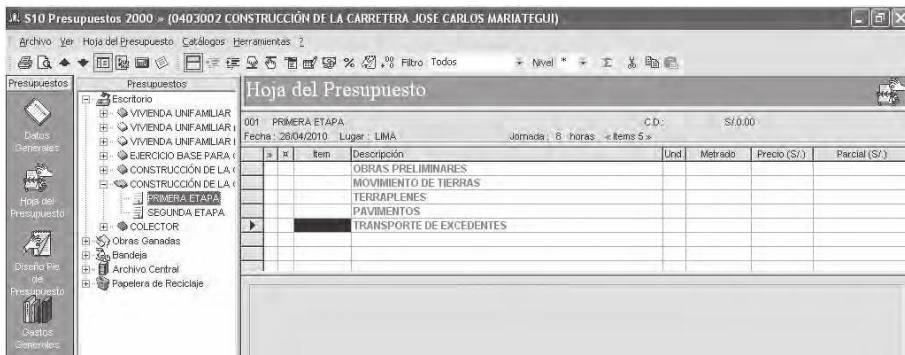 S10 Presupuestos 2000 » (0403002 CONSTRUCCIÓN DE LA CARRETERA JOSE CARLOS MARIATEGUI)
Archivo Ver Hoja del Presupuesto Catálogos Herramientas ?
Filtro Todos Nivel *
Presupuestos
Datos
Generales
Hoja del
Presupuesto
Diseño Pie
de
Presupuesto
Gastos
Generales
Presupuestos
Escritorio
VIVIENDA UNIFAMILIAR
VIVIENDA UNIFAMILIAR
VIVIENDA UNIFAMILIAR
EJERCICIO BASE PARA
CONSTRUCCIÓN DE LA
CONSTRUCCIÓN DE LA
PRIMERA ETAPA
SEGUNDA ETAPA
COLECTOR
Obras Ganadas
Bandeja
Archivo Central
Papelera de Reciclaje
Hoja del Presupuesto
001 PRIMERA ETAPA C.D.: S/.0.00
Fecha : 28/04/2010 Lugar : LIMA Jornada : 8 horas « Items 5 »
» Item Descripción Und. Metrado Precio (S/.) Parcial (S/.)
OBRAS PRELIMINARES
MOVIMIENTO DE TIERRAS
TERRAPLENES
PAVIMENTOS
TRANSPORTE DE EXCEDENTES